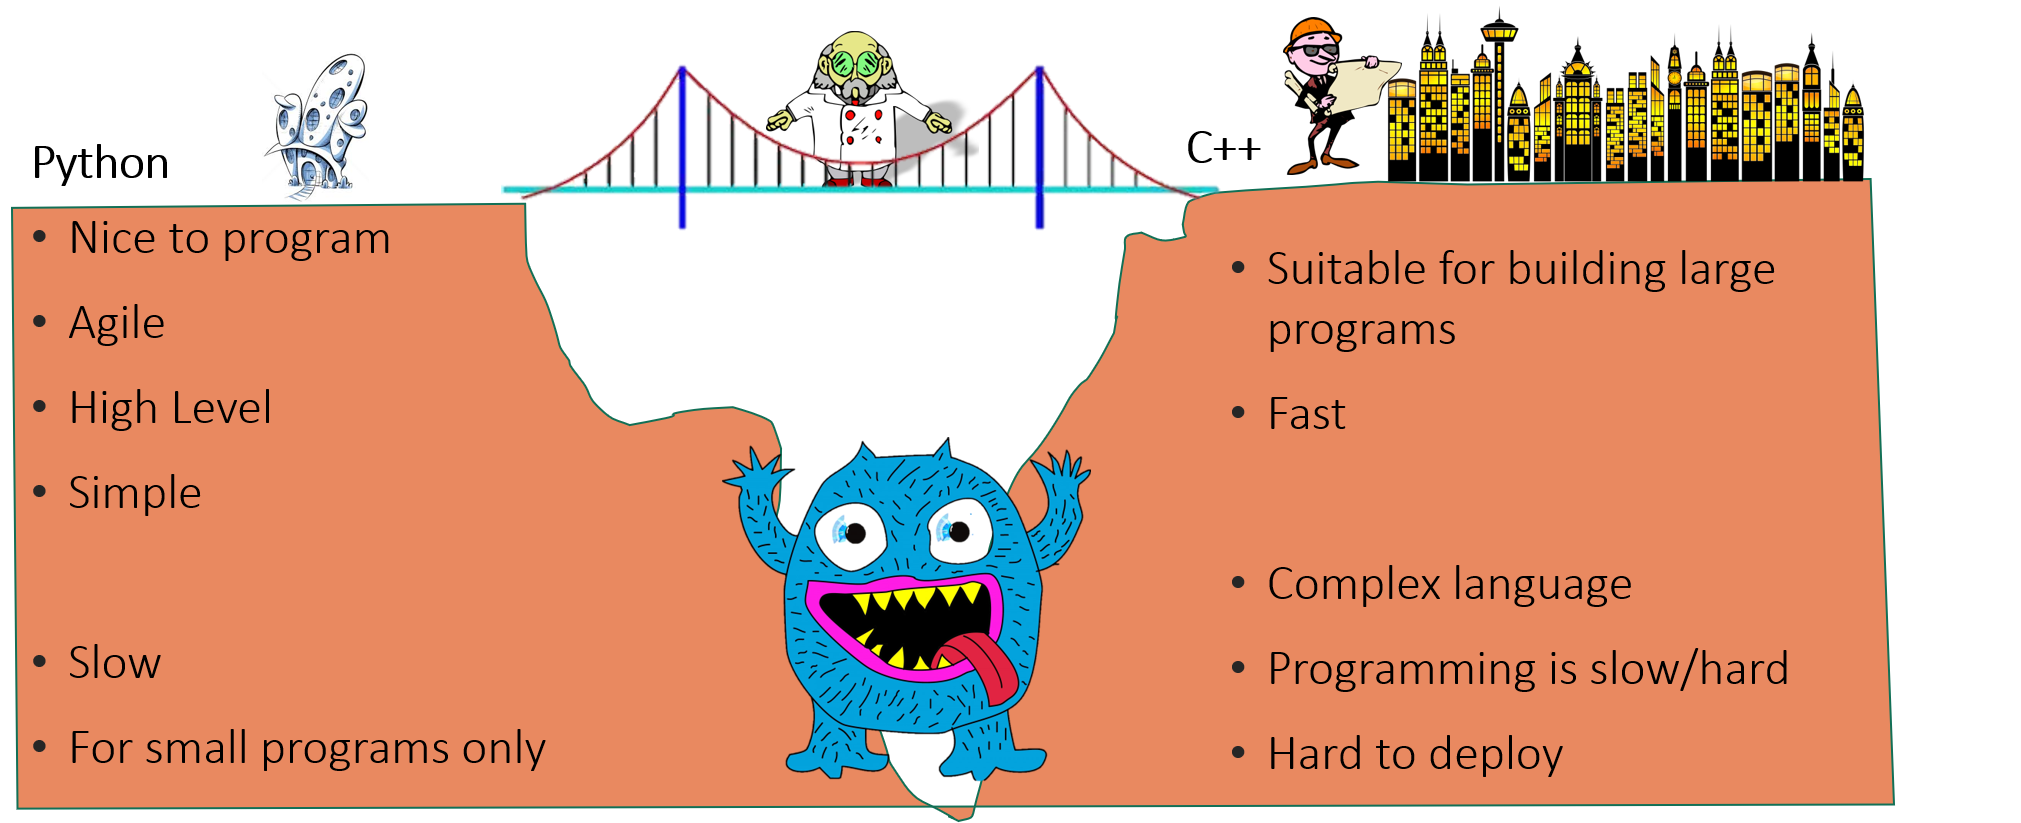 Python
• Nice to program
• Agile
• High Level
• Simple
• Slow
• For small programs only
C++
• Suitable for building large
programs
• Fast
• Complex language
• Programming is slow/hard
• Hard to deploy